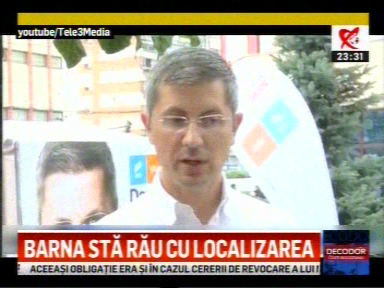 youtube/Tele3Media
23:31
BARNA STĂ RĂU CU LOCALIZAREA
DECODOR
ACEEAȘI OBLIGAȚIE ERA ȘI ÎN CAZUL CERERII DE REVOCARE A LUI